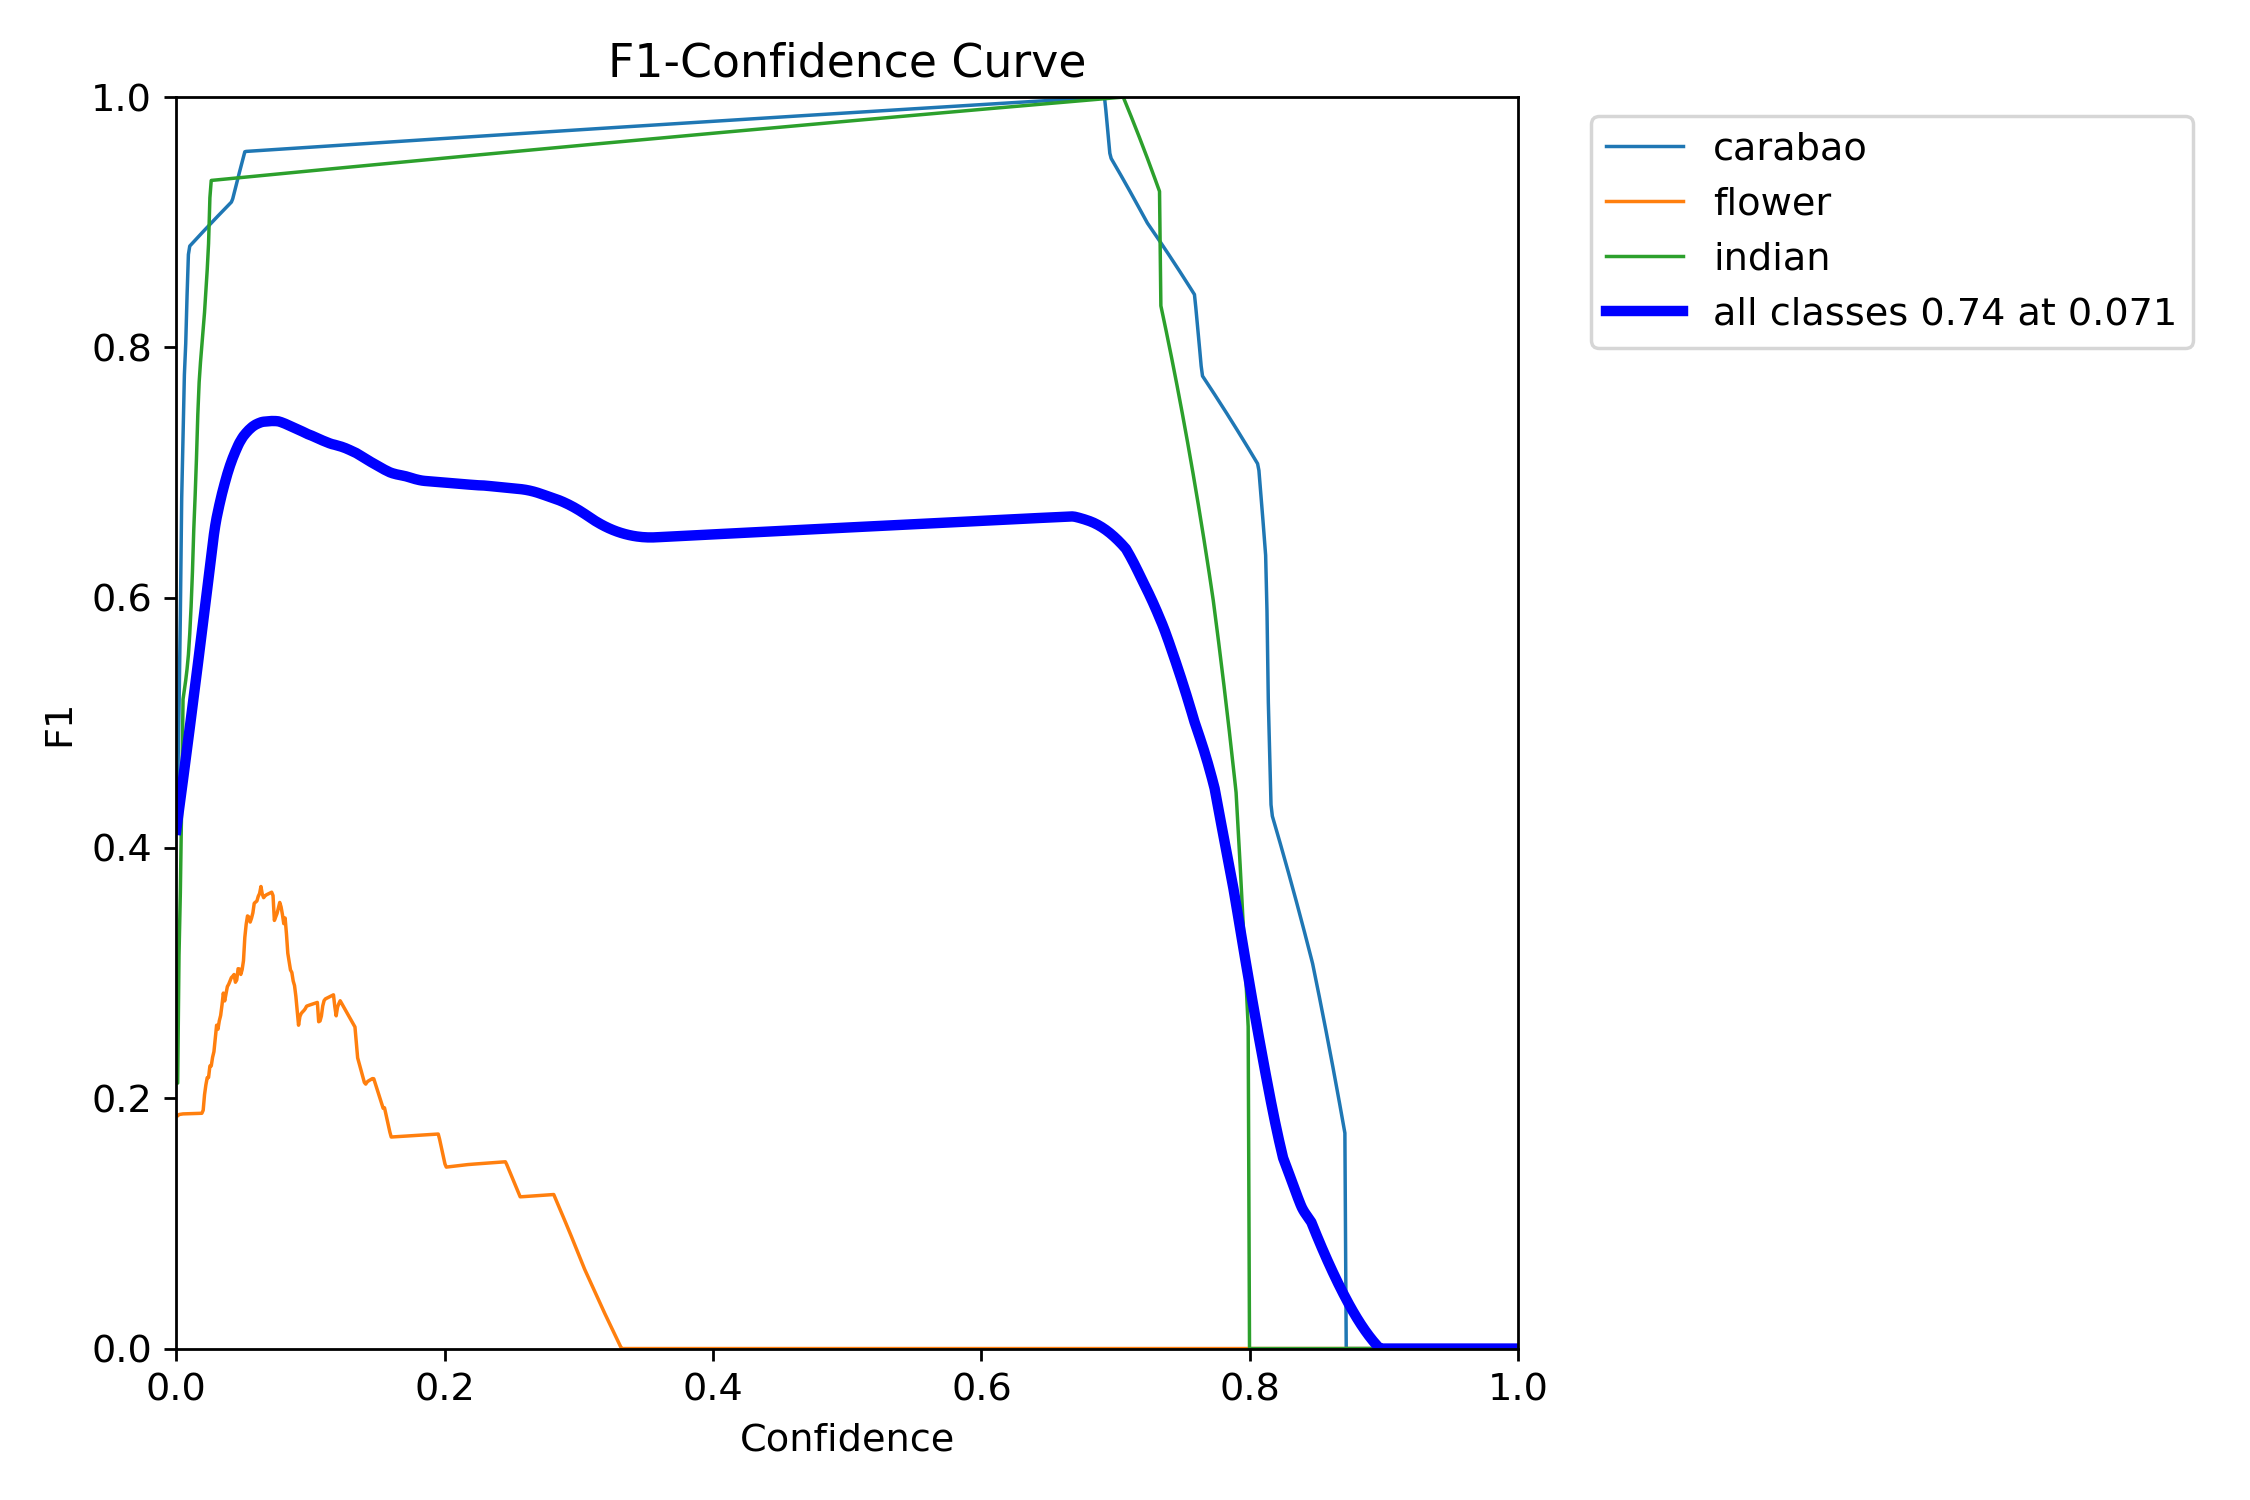 F1-Confidence Curve
carabao
flower
indian
all classes 0.74 at 0.071
F1
1.0
0.8
0.6
0.4
0.2
0.0
0.0 0.2 0.4 0.6 0.8 1.0
Confidence